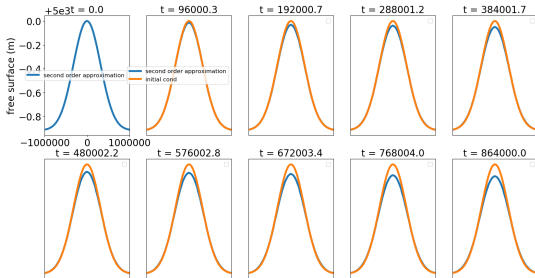 +5e3 t = 0.0
t = 96000.3
t = 192000.7
t = 288001.2
t = 384001.7
free surface (m)
0.0
−0.2
−0.4
−0.6
−0.8
second order approximation
second order approximation
initial cond
−1000000
0
1000000
t = 480002.2
t = 576002.8
t = 672003.4
t = 768004.0
t = 864000.0